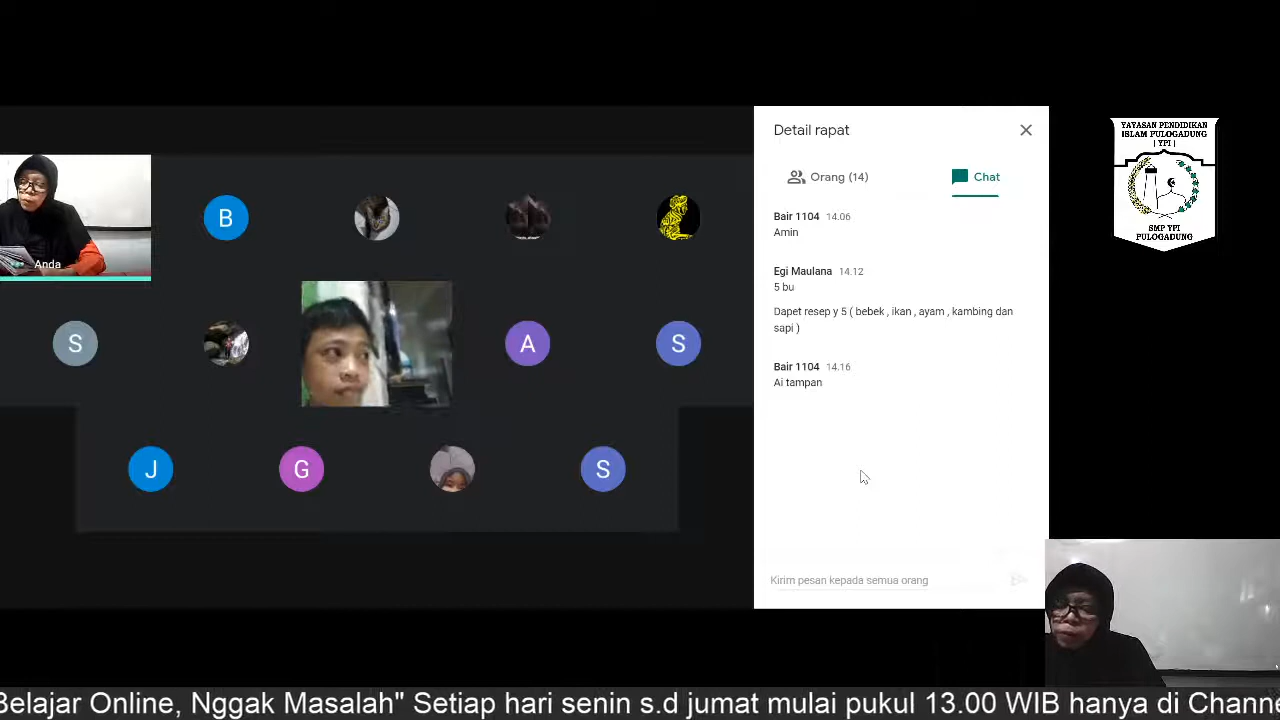 Detail rapat
Orang (14)
Chat
Bair 1104 14.06
Amin
Egi Maulana 14.12
5 bu
Dapet resep y 5 ( bebek , ikan , ayam , kambing dan
sapi )
Bair 1104 14.16
Ai tampan
Kirim pesan kepada semua orang
Anda
B
S
A
S
J
G
S
YAYASAN PENDIDIKAN
ISLAM PULOGADUNG
( YPI )
SMP YPI
PULOGADUNG
Belajar Online, Nggak Masalah" Setiap hari senin s.d jumat mulai pukul 13.00 WIB hanya di Channe